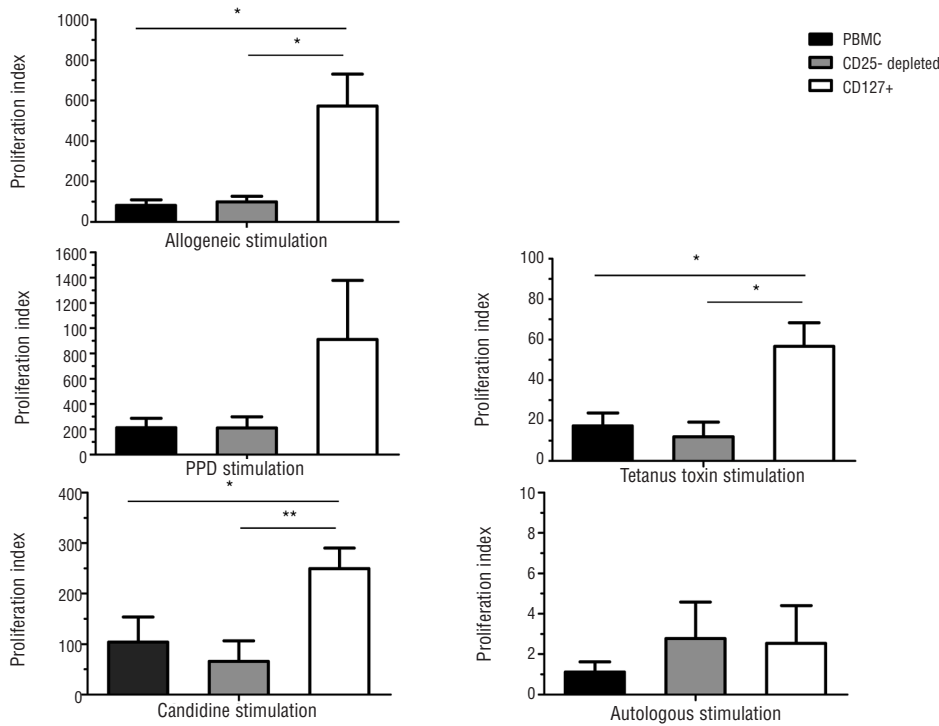 1000
800
600
400
200
0
Proliferation index
*
*
Allogeneic stimulation
PBMC
CD25- depleted
CD127+
1600
1400
1200
100
800
600
400
200
0
Proliferation index
PPD stimulation
100
80
60
40
20
0
Proliferation index
*
*
Tetanus toxin stimulation
400
250
200
100
0
Proliferation index
*
**
Candidine stimulation
10
8
6
4
2
0
Proliferation index
Autologous stimulation